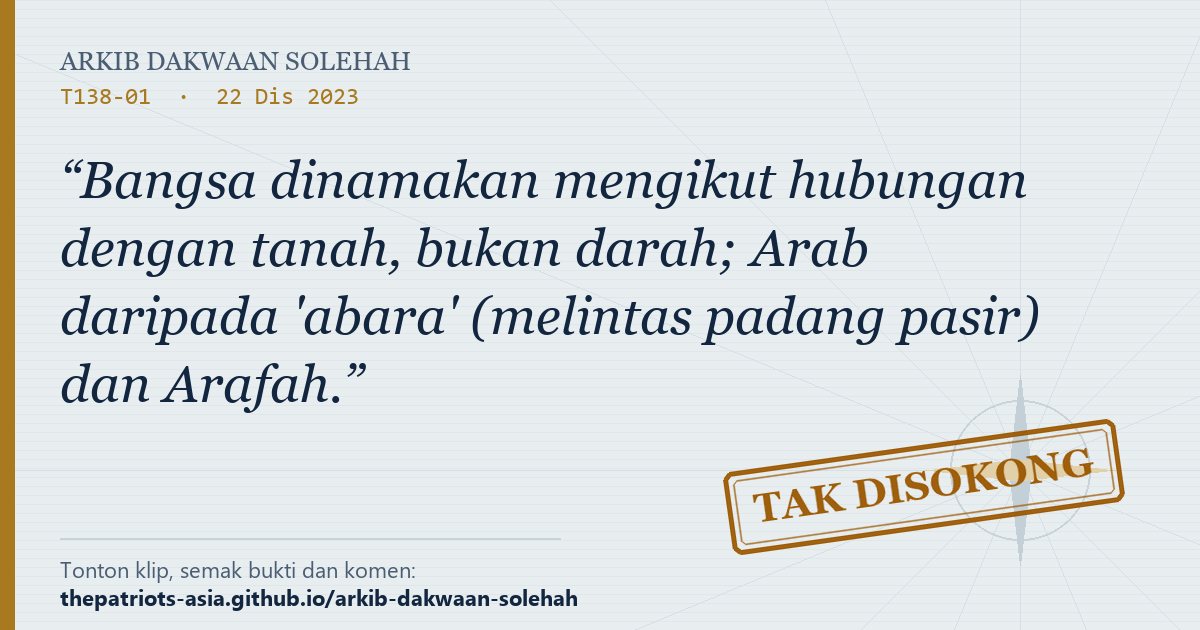 ARKIB DAKWAAN SOLEHAH
T138-01 · 22 Dis 2023
“Bangsa dinamakan mengikut hubungan
dengan tanah, bukan darah; Arab
daripada 'abara' (melintas padang pasir)
dan Arafah.”
TAK DISOKONG
Tonton klip, semak bukti dan komen:
thepatriots-asia.github.io/arkib-dakwaan-solehah